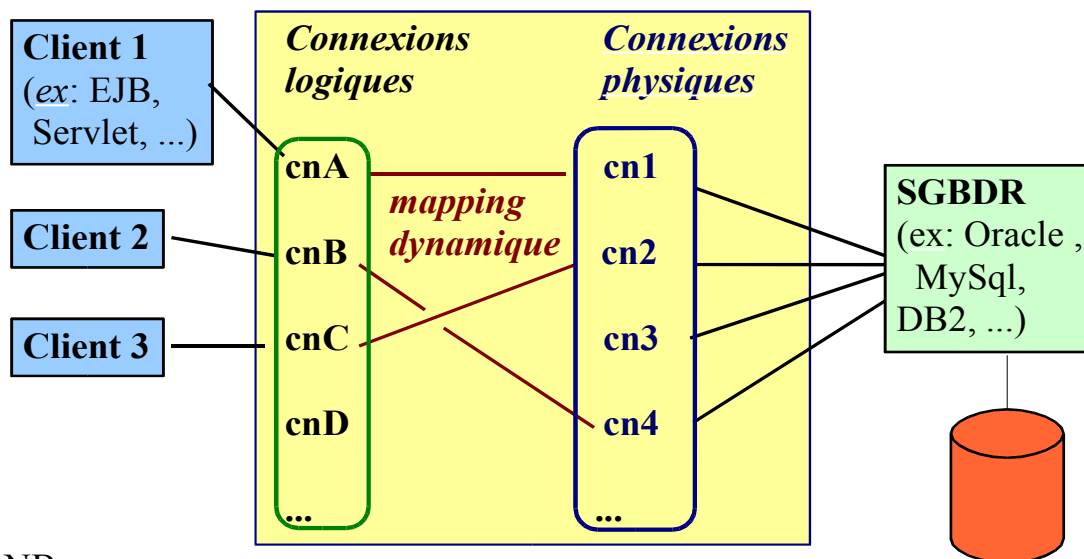 Client 1
(ex: EJB,
Servlet, ...)
Client 2
Client 3
Connexions
logiques
cnA
cnB
cnC
cnD
...
mapping
dynamique
Connexions
physiques
cn1
cn2
cn3
cn4
...
SGBDR
(ex: Oracle ,
MySql,
DB2, ...)